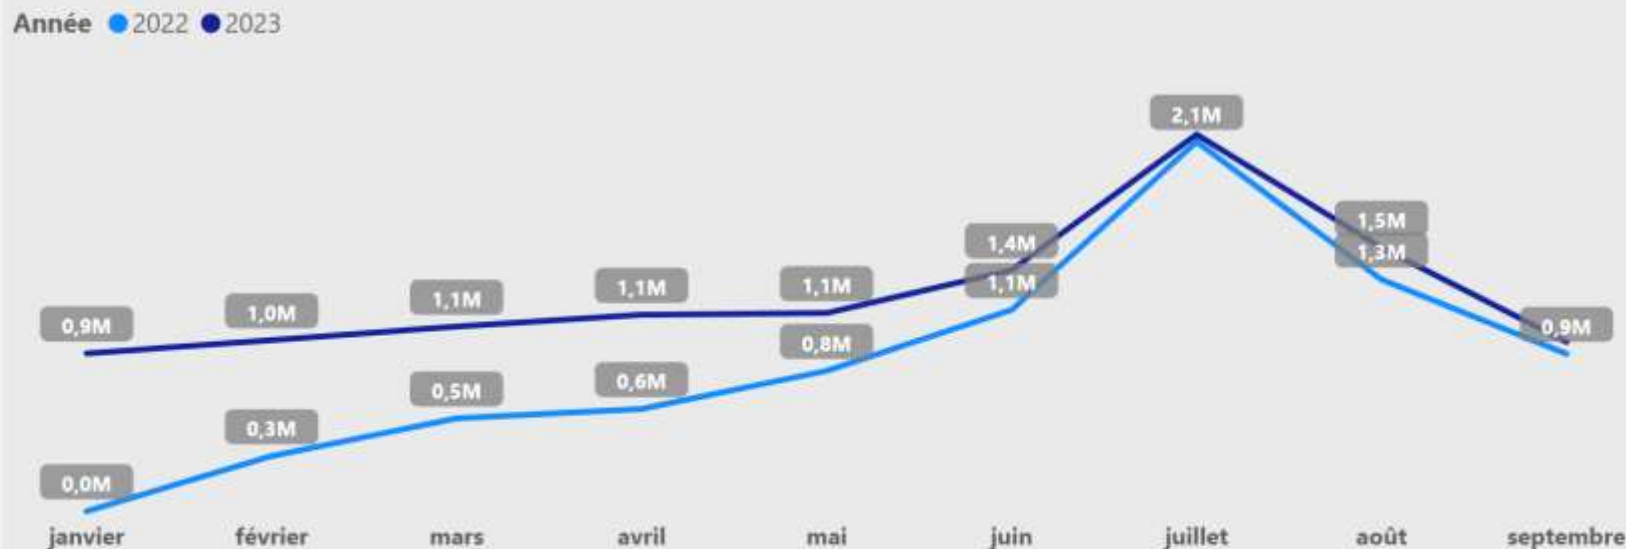 Année 2022 2023
2,1M
1,5M
1,4M
1,3M
1,1M
1,1M
1,1M
1,1M
1,0M
0,9M
0,9M
0,8M
0,6M
0,5M
0,3M
0,0M
janvier février mars avril mai juin juillet août septembre